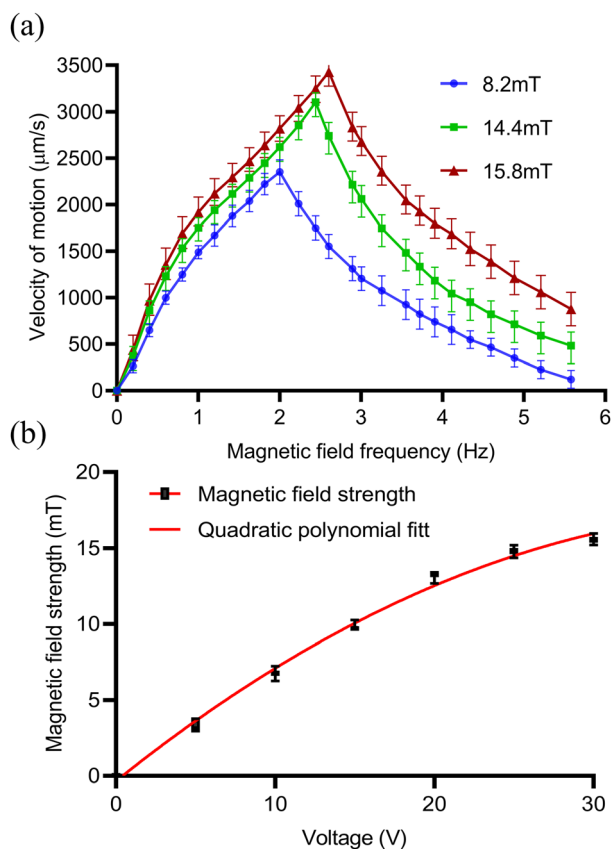 (a)
3500
3000
2500
2000
1500
1000
500
0
Velocity of motion (μm/s)
8.2mT
14.4mT
15.8mT
0 1 2 3 4 5 6
Magnetic field frequency (Hz)
(b)
20
15
10
5
0
Magnetic field strength (mT)
Magnetic field strength
Quadratic polynomial fitt
0 10 20 30
Voltage (V)